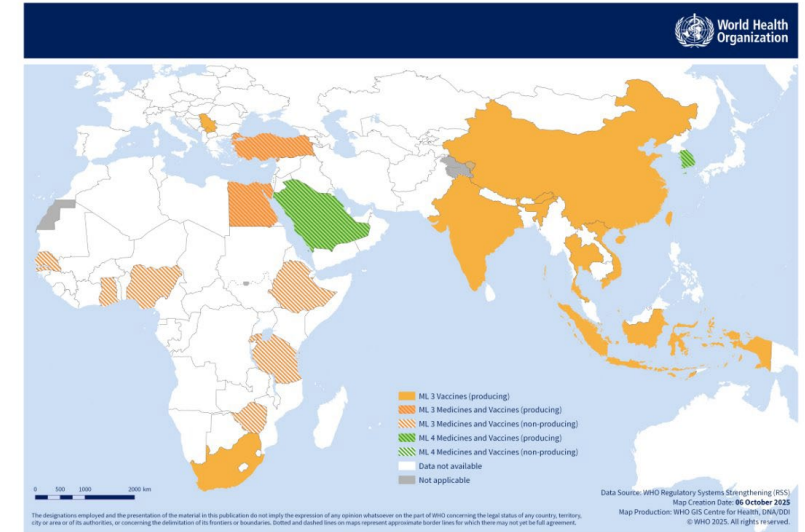 World Health
Organization
ML 3 Vaccines (producing)
ML 3 Medicines and Vaccines (producing)
ML 3 Medicines and Vaccines (non-producing)
ML 4 Medicines and Vaccines (producing)
ML 4 Medicines and Vaccines (non-producing)
Data not available
Not applicable
0 500 1000 2000 km
Data Source: WHO Regulatory Systems Strengthening (RSS)
Map Creation Date: 06 October 2025
Map Production: WHO GIS Centre for Health, DNA/DDI
© WHO 2025. All rights reserved.
The designations employed and the presentation of the material in this publication do not imply the expression of any opinion whatsoever on the part of WHO concerning the legal status of any country, territory,
city or area or of its authorities, or concerning the delimitation of its frontiers or boundaries. Dotted and dashed lines on maps represent approximate border lines for which there may not yet be full agreement.